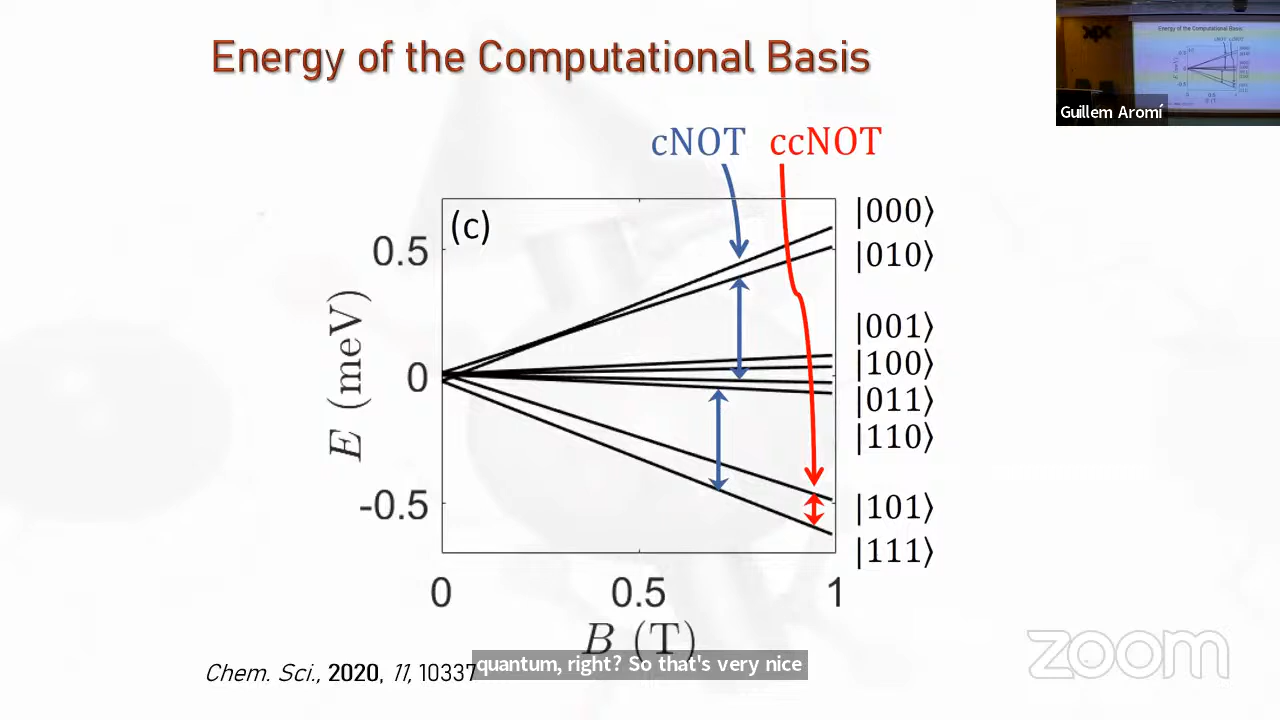 Energy of the Computational Basis
Guillem Aromí
cNOT ccNOT
(c)
0.5
0
-0.5
E (meV)
|000⟩
|010⟩
|001⟩
|100⟩
|011⟩
|110⟩
|101⟩
|111⟩
0 0.5 1
B (T)
Chem. Sci., 2020, 11, 10337
quantum, right? So that's very nice
zoom